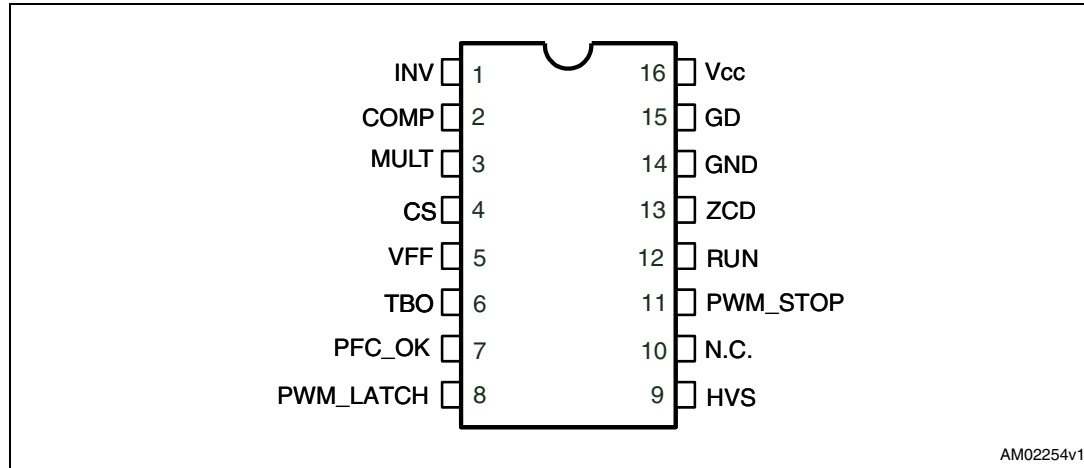 INV 1 16 Vcc
COMP 2 15 GD
MULT 3 14 GND
CS 4 13 ZCD
VFF 5 12 RUN
TBO 6 11 PWM_STOP
PFC_OK 7 10 N.C.
PWM_LATCH 8 9 HVS
AM02254v1